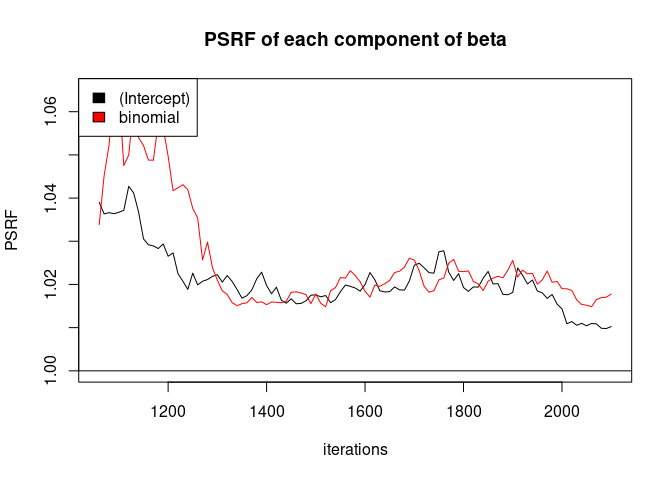 PSRF of each component of beta
(Intercept)
binomial
PSRF
1.06
1.04
1.02
1.00
1200 1400 1600 1800 2000
iterations